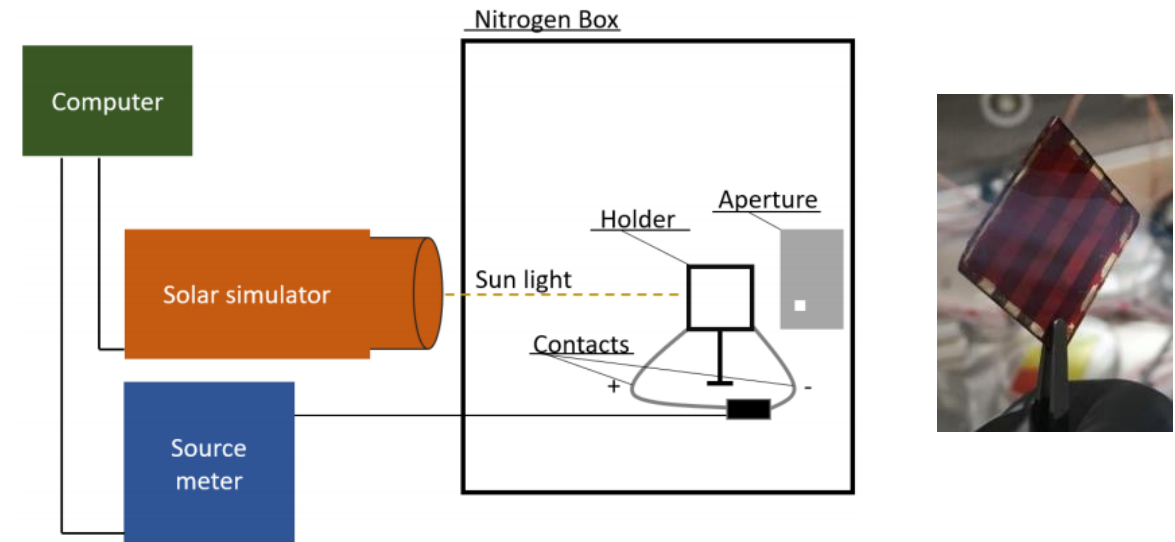 Nitrogen Box
Computer
Aperture
Holder
Sun light
Solar simulator
Contacts
+
-
Source
meter